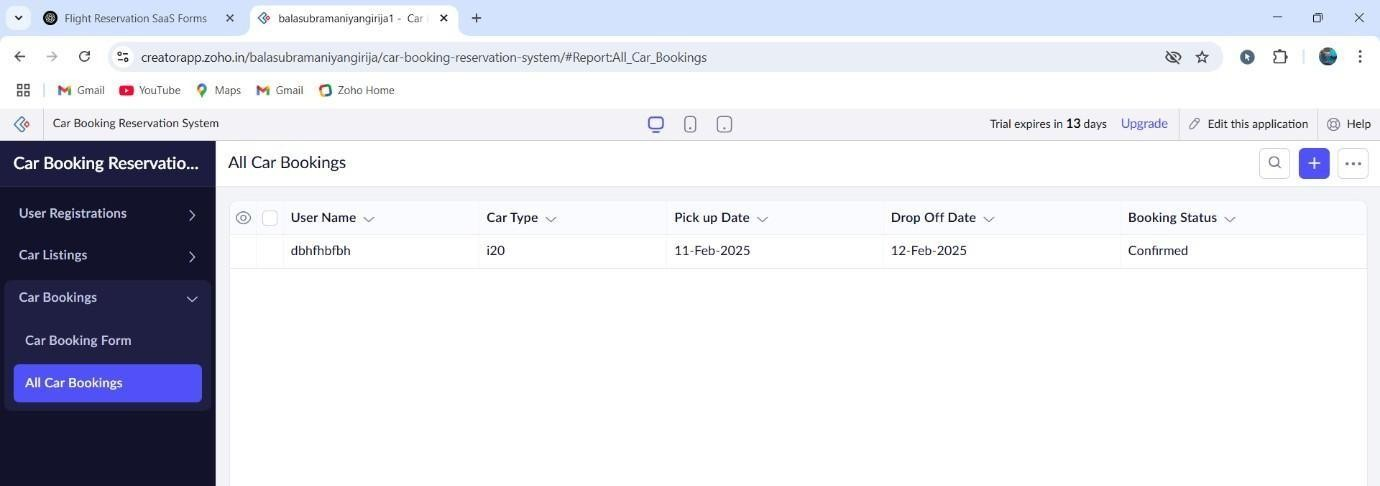 Flight Reservation SaaS Forms
balasubramaniyangirija1 - Car
creatorapp.zoho.in/balasubramaniyangirija/car-booking-reservation-system/#Report:All_Car_Bookings
Gmail YouTube Maps Gmail Zoho Home
Car Booking Reservation System Trial expires in 13 days Upgrade Edit this application Help
Car Booking Reservatio... All Car Bookings
User Registrations
Car Listings
Car Bookings
Car Booking Form
All Car Bookings
User Name Car Type Pick up Date Drop Off Date Booking Status
dbhfhbfbh i20 11-Feb-2025 12-Feb-2025 Confirmed